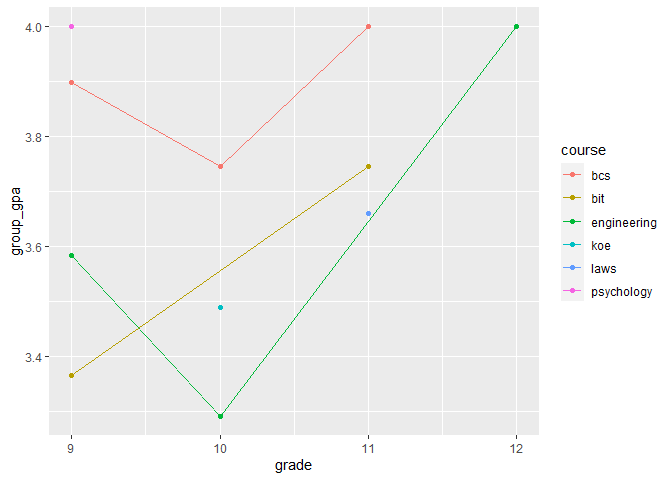 4.0
3.8
3.6
3.4
group_gpa
9 10 11 12
grade
course
bcs
bit
engineering
koe
laws
psychology